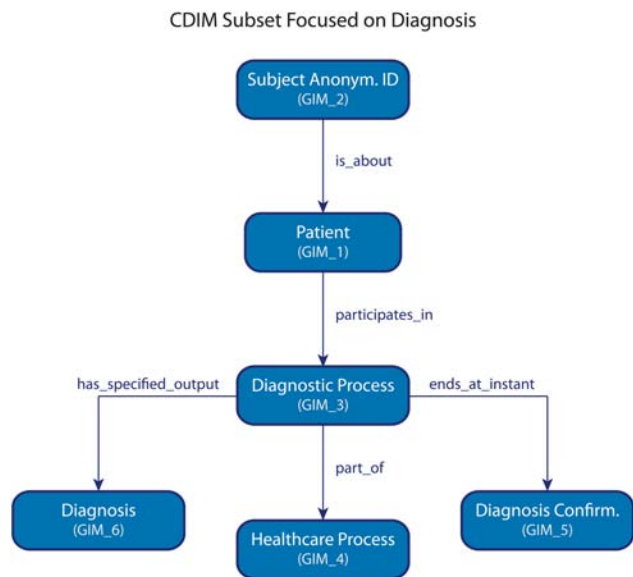 CDIM Subset Focused on Diagnosis
Subject Anonym. ID
(GIM_2)
is_about
Patient
(GIM_1)
participates_in
has_specified_output
Diagnostic Process
(GIM_3)
ends_at_instant
part_of
Diagnosis
(GIM_6)
Healthcare Process
(GIM_4)
Diagnosis Confirm.
(GIM_5)